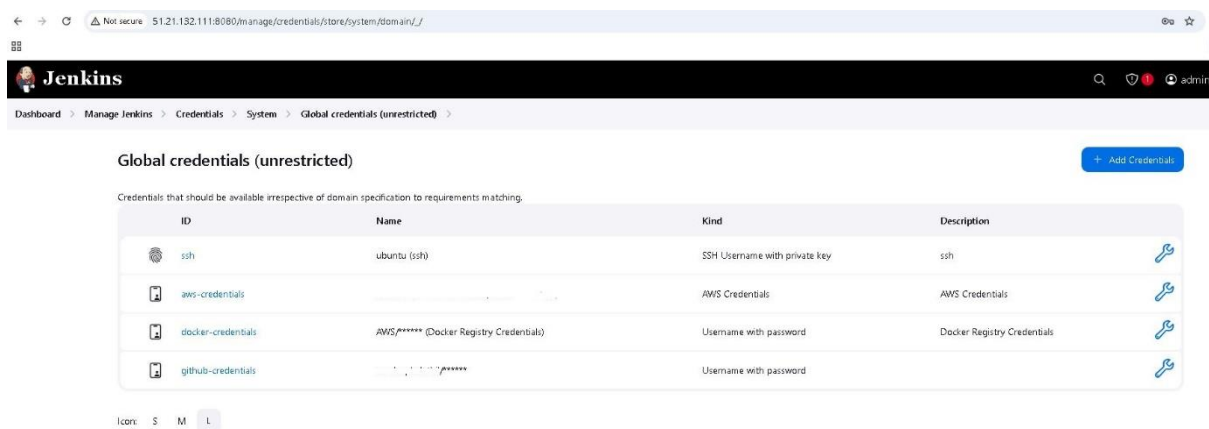 Not secure 51.21.132.111:8080/manage/credentials/store/system/domain/_/
Jenkins
1 admin
Dashboard > Manage Jenkins > Credentials > System > Global credentials (unrestricted) >
Global credentials (unrestricted)
+ Add Credentials
Credentials that should be available irrespective of domain specification to requirements matching.
ID Name Kind Description
ssh ubuntu (ssh) SSH Username with private key ssh
aws-credentials AWS Credentials AWS Credentials
docker-credentials AWS/****** (Docker Registry Credentials) Username with password Docker Registry Credentials
github-credentials /****** Username with password
Icon: S M L